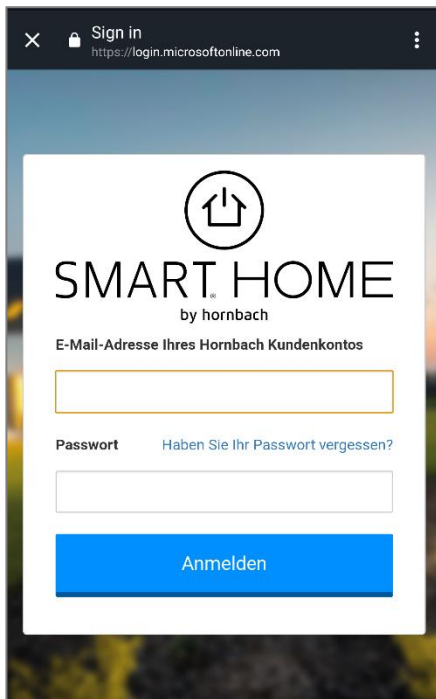 Sign in
https://login.microsoftonline.com
SMART HOME
®
by hornbach
E-Mail-Adresse Ihres Hornbach Kundenkontos
Passwort Haben Sie Ihr Passwort vergessen?
Anmelden